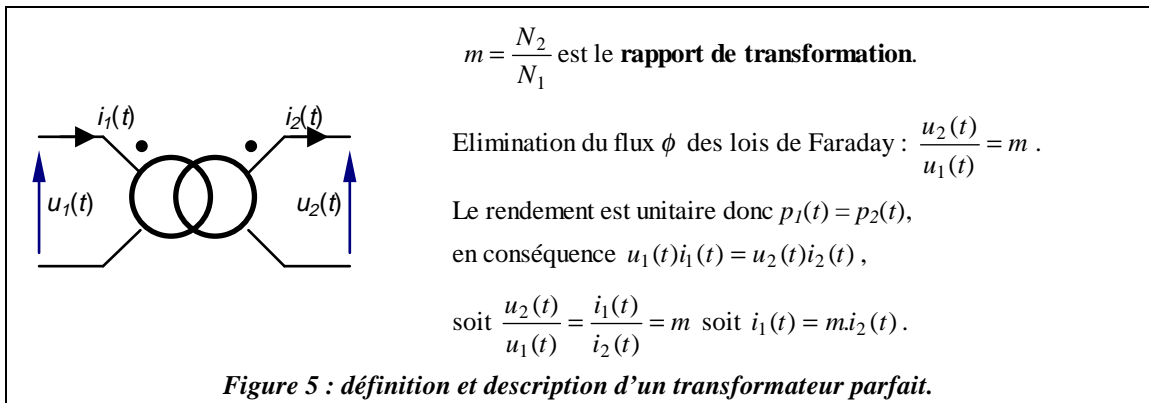 m = N2/N1 est le rapport de transformation.
i1(t)
i2(t)
u1(t)
u2(t)
Elimination du flux ϕ des lois de Faraday : u2(t)/u1(t) = m .
Le rendement est unitaire donc p1(t) = p2(t),
en conséquence u1(t)i1(t) = u2(t)i2(t) ,
soit u2(t)/u1(t) = i1(t)/i2(t) = m soit i1(t) = m.i2(t) .
Figure 5 : définition et description d’un transformateur parfait.